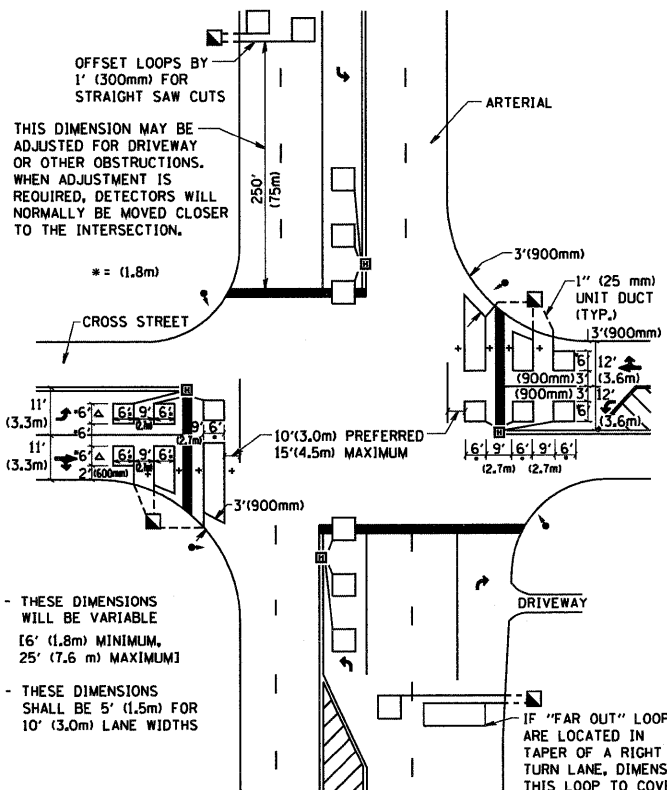 OFFSET LOOPS BY
1' (300mm) FOR
STRAIGHT SAW CUTS
ARTERIAL
THIS DIMENSION MAY BE
ADJUSTED FOR DRIVEWAY
OR OTHER OBSTRUCTIONS.
WHEN ADJUSTMENT IS
REQUIRED, DETECTORS WILL
NORMALLY BE MOVED CLOSER
TO THE INTERSECTION.
250'
(75m)
* = (1.8m)
H
3'(900mm)
1" (25 mm)
UNIT DUCT
(TYP.)
3'(900mm)
CROSS STREET
6'
12'
(3.6m)
(900mm) 3'
(900mm) 3'
12'
(3.6m)
6'
H
H
11'
(3.3m)
*6'
6' 9' 6'
11'
(3.3m)
*6'
6' 9' 6'
2' (600mm)
9' 6'
(2.7m)
10'(3.0m) PREFERRED
15'(4.5m) MAXIMUM
6' 9' 6' 9' 6'
(2.7m) (2.7m)
3'(900mm)
H
- THESE DIMENSIONS
WILL BE VARIABLE
[6' (1.8m) MINIMUM,
25' (7.6 m) MAXIMUM]
DRIVEWAY
- THESE DIMENSIONS
SHALL BE 5' (1.5m) FOR
10' (3.0m) LANE WIDTHS
IF "FAR OUT" LOOP
ARE LOCATED IN
TAPER OF A RIGHT
TURN LANE, DIMENS
THIS LOOP TO COVE